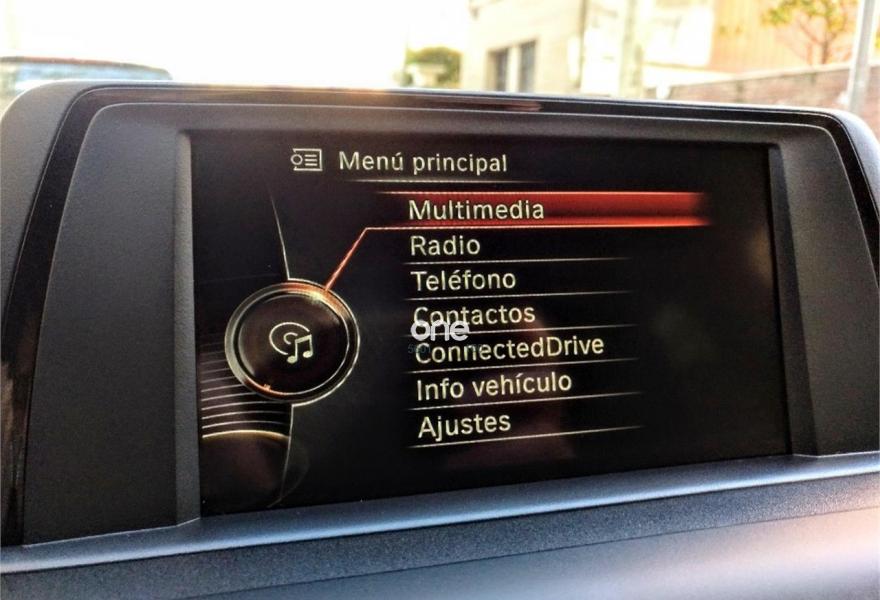 Menú principal
Multimedia
Radio
Teléfono
Contactos
one
ConnectedDrive
Info vehículo
Ajustes